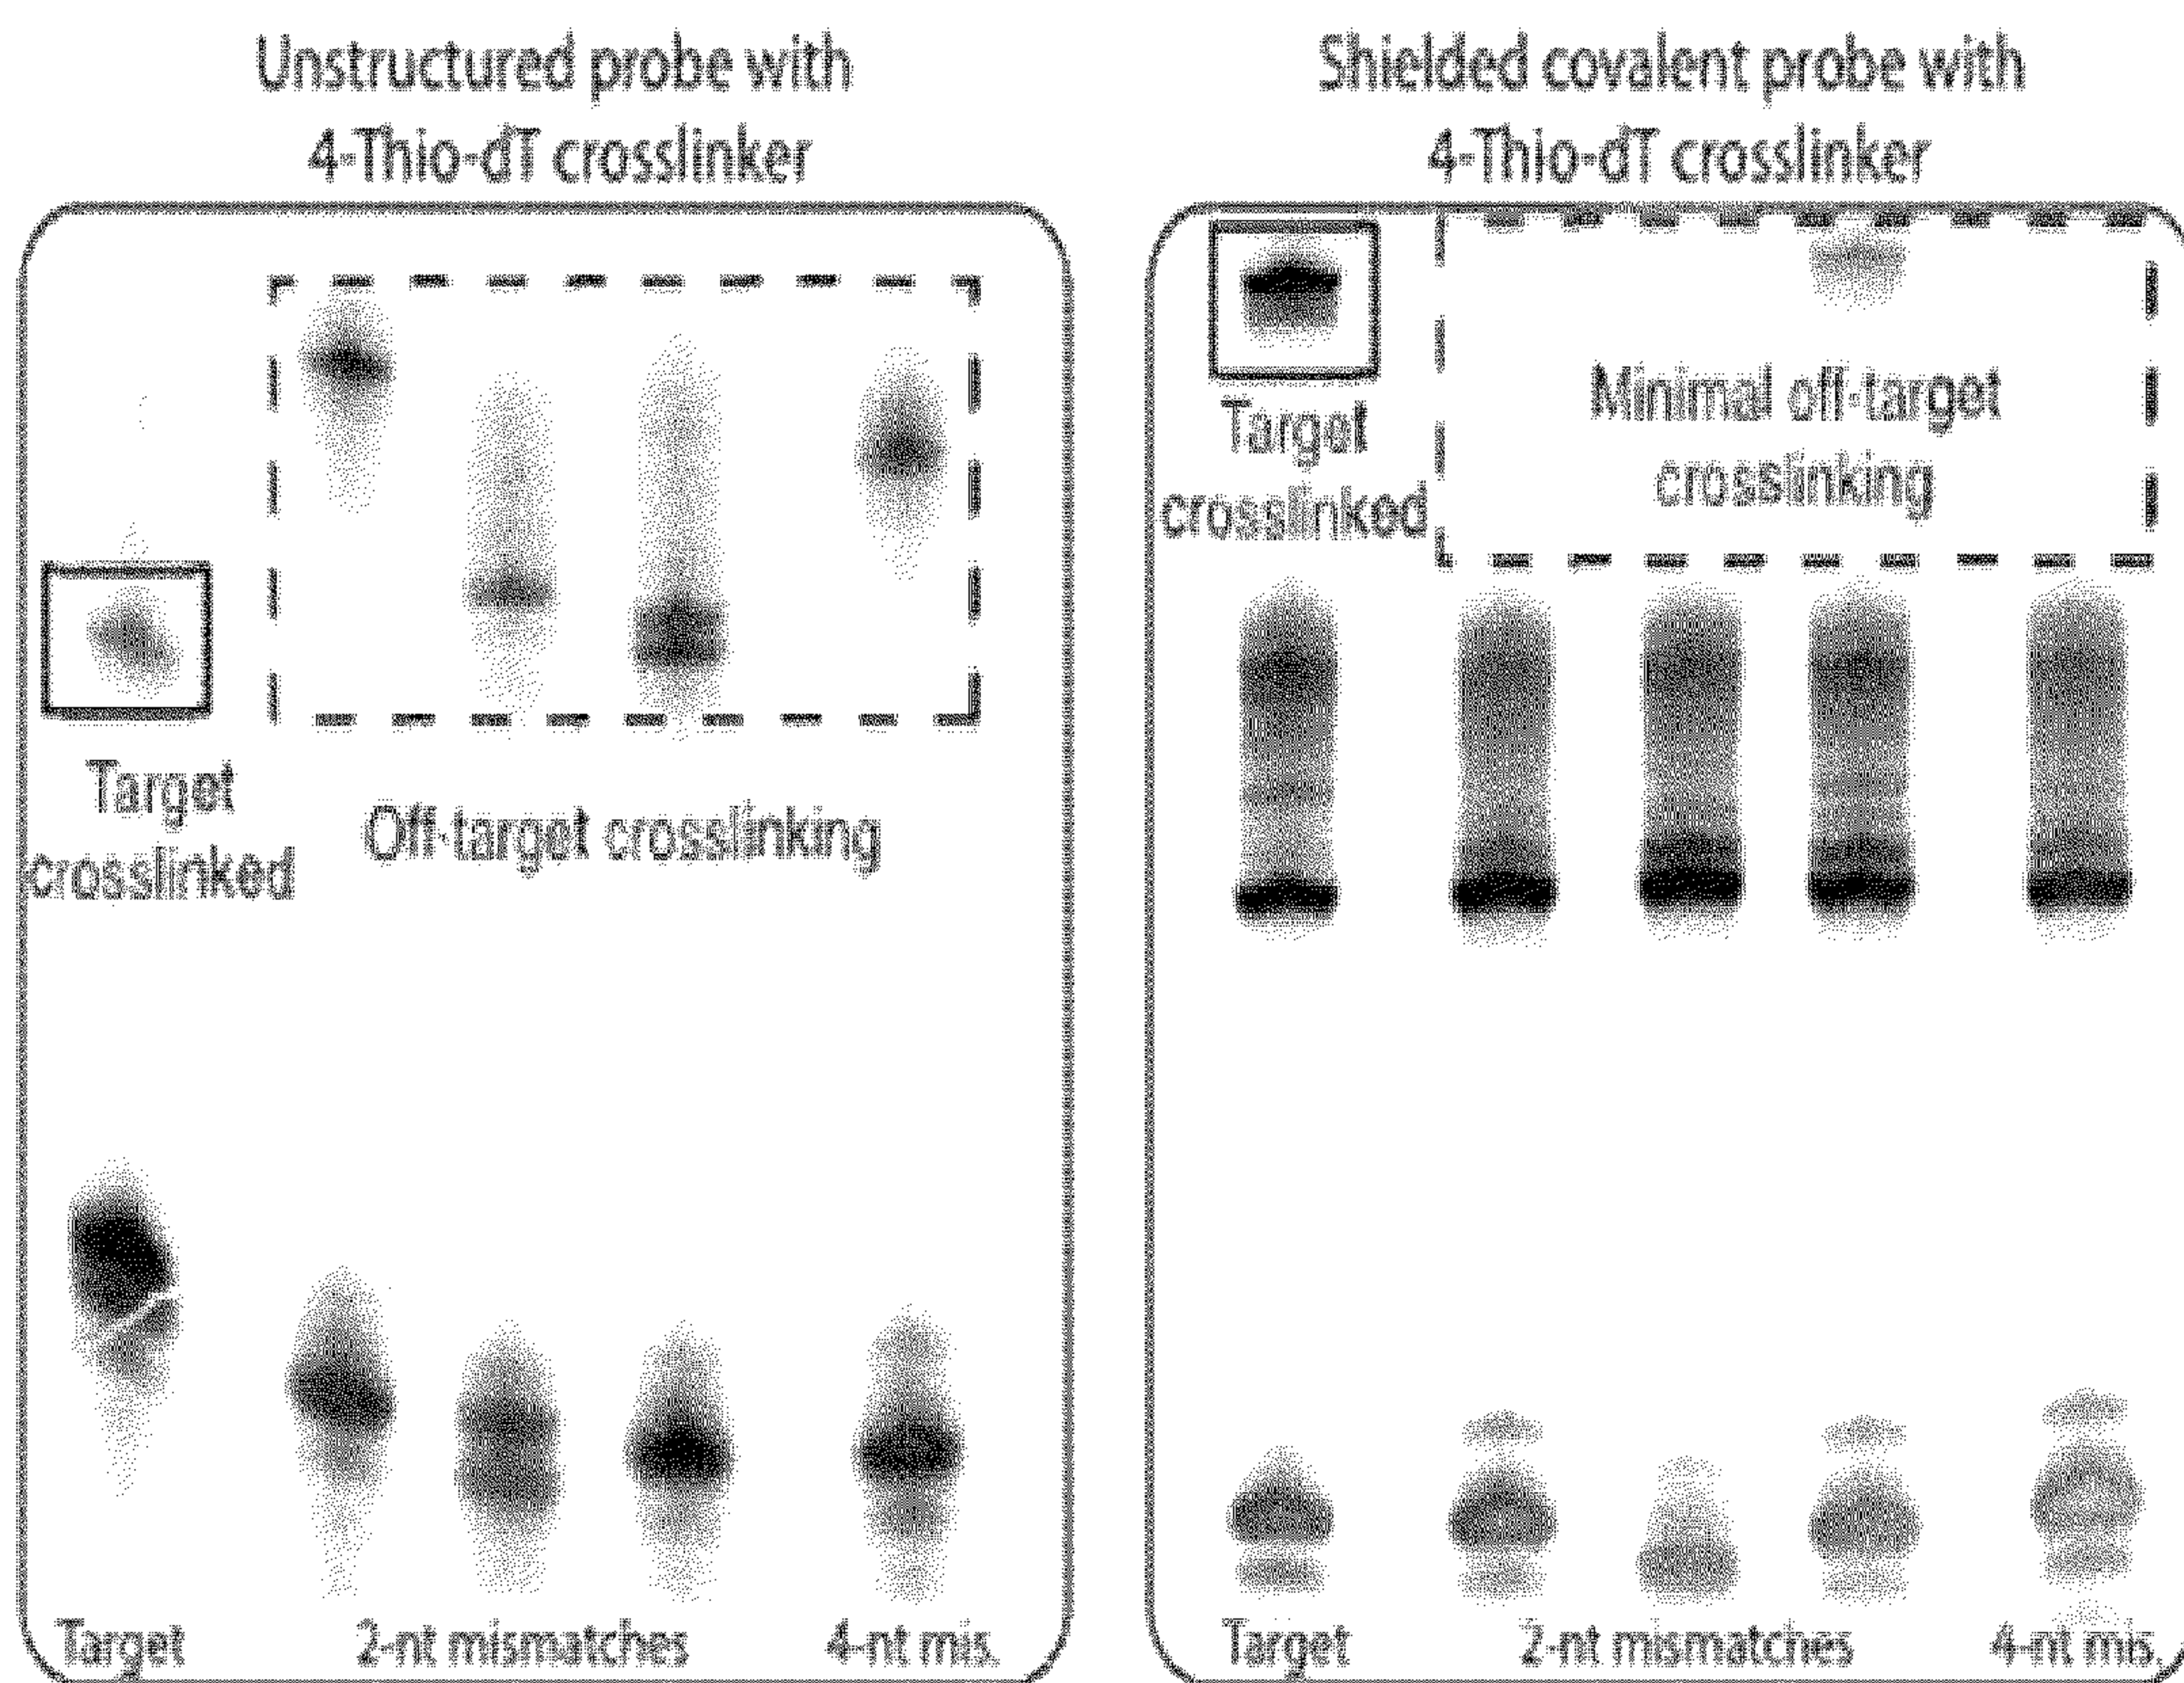 Unstructured probe with
4-Thio-dT crosslinker
Target
crosslinked
Off-target crosslinking
Target
2-nt mismatches
4-nt mis.
Shielded covalent probe with
4-Thio-dT crosslinker
Target
crosslinked
Minimal off-target
crosslinking
Target
2-nt mismatches
4-nt mis.